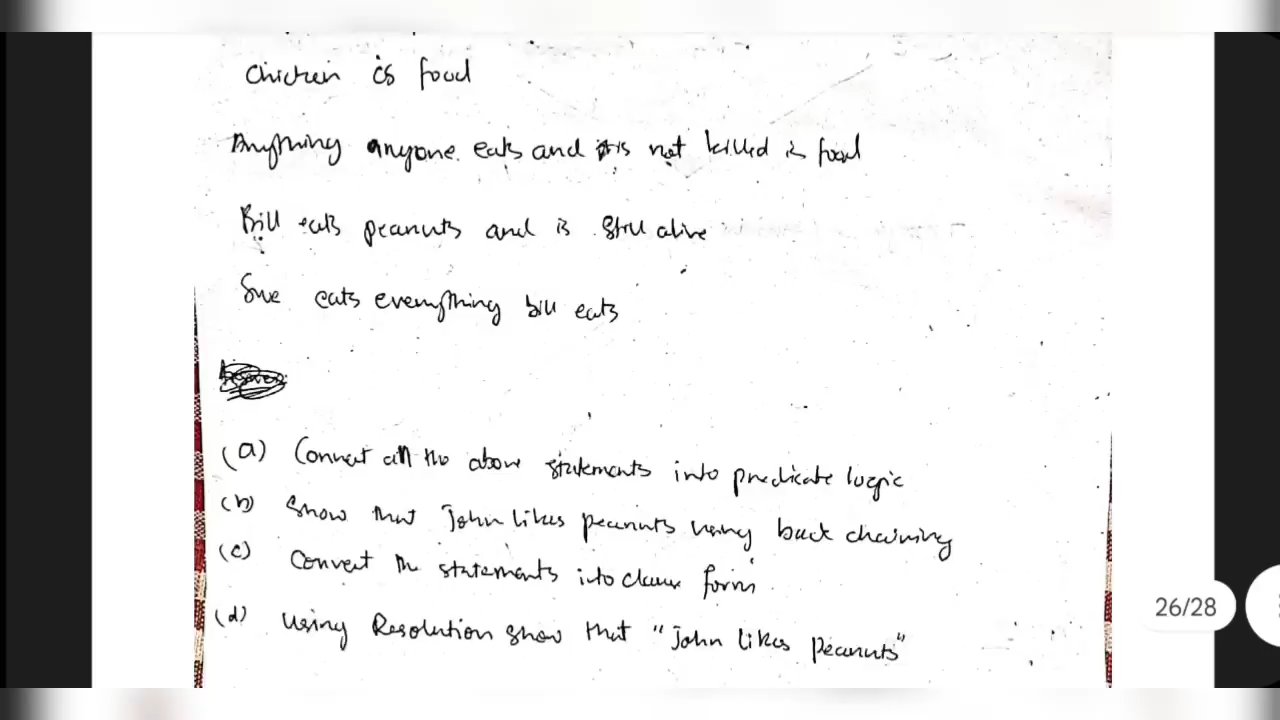 Chicken is food
Anything anyone eats and is not killed is food
Bill eats peanuts and is still alive
Sue eats everything bill eats
(a) Convert all the above statements into predicate logic
(b) Show that John likes peanuts using back chaining
(c) Convert the statements into clause form
(d) Using Resolution show that "John likes peanuts"
26/28